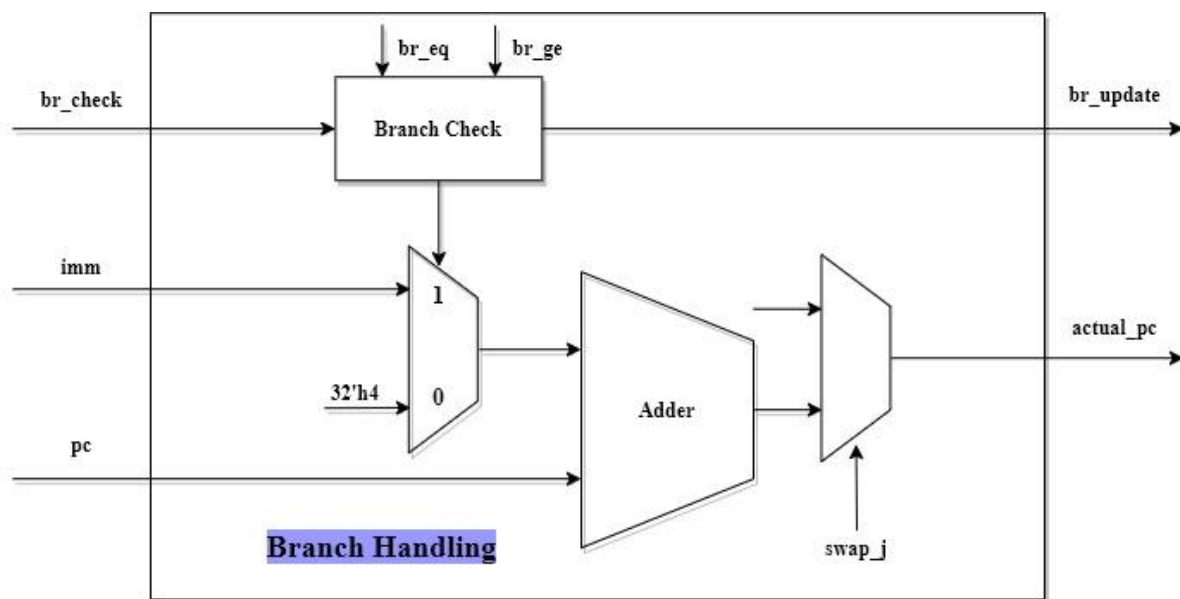 br_eq
br_ge
br_check
br_update
Branch Check
imm
1
actual_pc
32'h4
0
Adder
pc
Branch Handling
swap_j